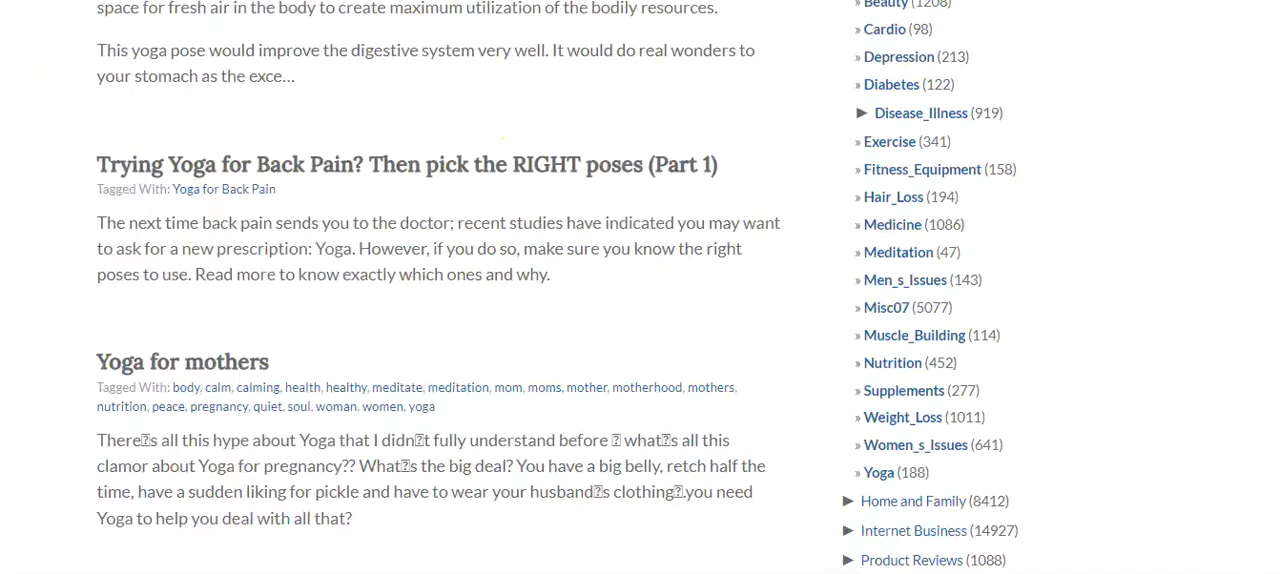 space for fresh air in the body to create maximum utilization of the bodily resources.
This yoga pose would improve the digestive system very well. It would do real wonders to
your stomach as the exce...
Trying Yoga for Back Pain? Then pick the RIGHT poses (Part 1)
Tagged With: Yoga for Back Pain
The next time back pain sends you to the doctor; recent studies have indicated you may want
to ask for a new prescription: Yoga. However, if you do so, make sure you know the right
poses to use. Read more to know exactly which ones and why.
Yoga for mothers
Tagged With: body, calm, calming, health, healthy, meditate, meditation, mom, moms, mother, motherhood, mothers,
nutrition, peace, pregnancy, quiet, soul, woman, women, yoga
There�s all this hype about Yoga that I didn�t fully understand before � what�s all this
clamor about Yoga for pregnancy?? What�s the big deal? You have a big belly, retch half the
time, have a sudden liking for pickle and have to wear your husband�s clothing�.you need
Yoga to help you deal with all that?
» Beauty (1208)
» Cardio (98)
» Depression (213)
» Diabetes (122)
► Disease_Illness (919)
» Exercise (341)
» Fitness_Equipment (158)
» Hair_Loss (194)
» Medicine (1086)
» Meditation (47)
» Men_s_Issues (143)
» Misc07 (5077)
» Muscle_Building (114)
» Nutrition (452)
» Supplements (277)
» Weight_Loss (1011)
» Women_s_Issues (641)
» Yoga (188)
► Home and Family (8412)
► Internet Business (14927)
► Product Reviews (1088)